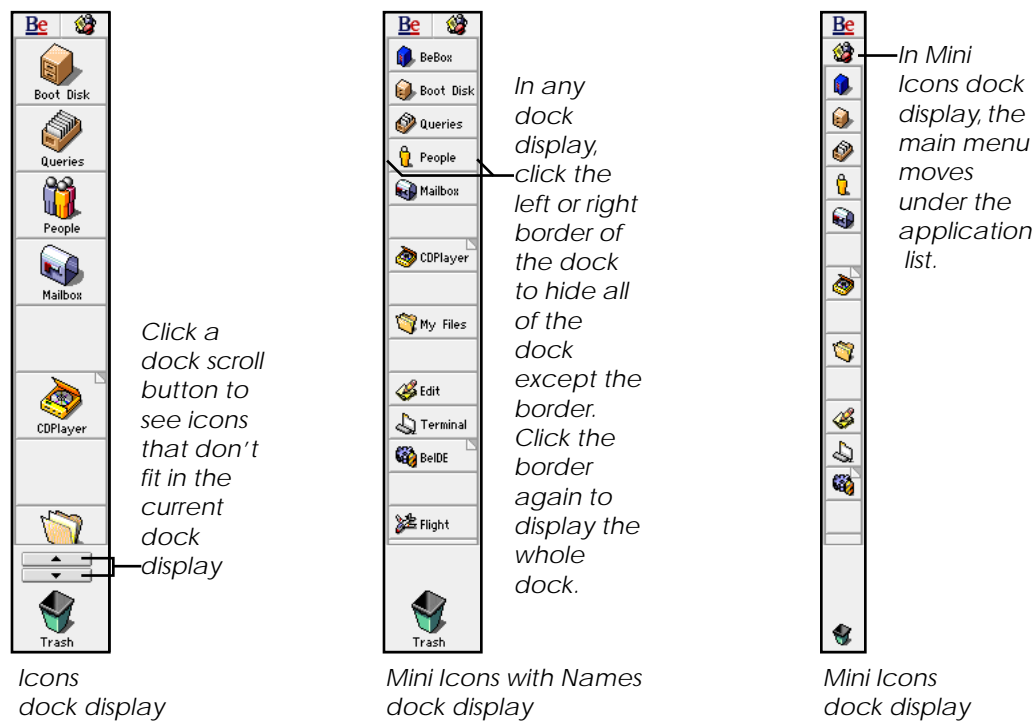 Be
Boot Disk
Queries
People
Mailbox
CDPlayer
Trash
Click a
dock scroll
button to
see icons
that don't
fit in the
current
dock
display
Icons
dock display
Be
BeBox
Boot Disk
Queries
People
Mailbox
CDPlayer
My Files
Edit
Terminal
BeIDE
Flight
Trash
In any
dock
display,
click the
left or right
border of
the dock
to hide all
of the
dock
except the
border.
Click the
border
again to
display the
whole
dock.
Mini Icons with Names
dock display
Be
In Mini
Icons dock
display, the
main menu
moves
under the
application
list.
Mini Icons
dock display